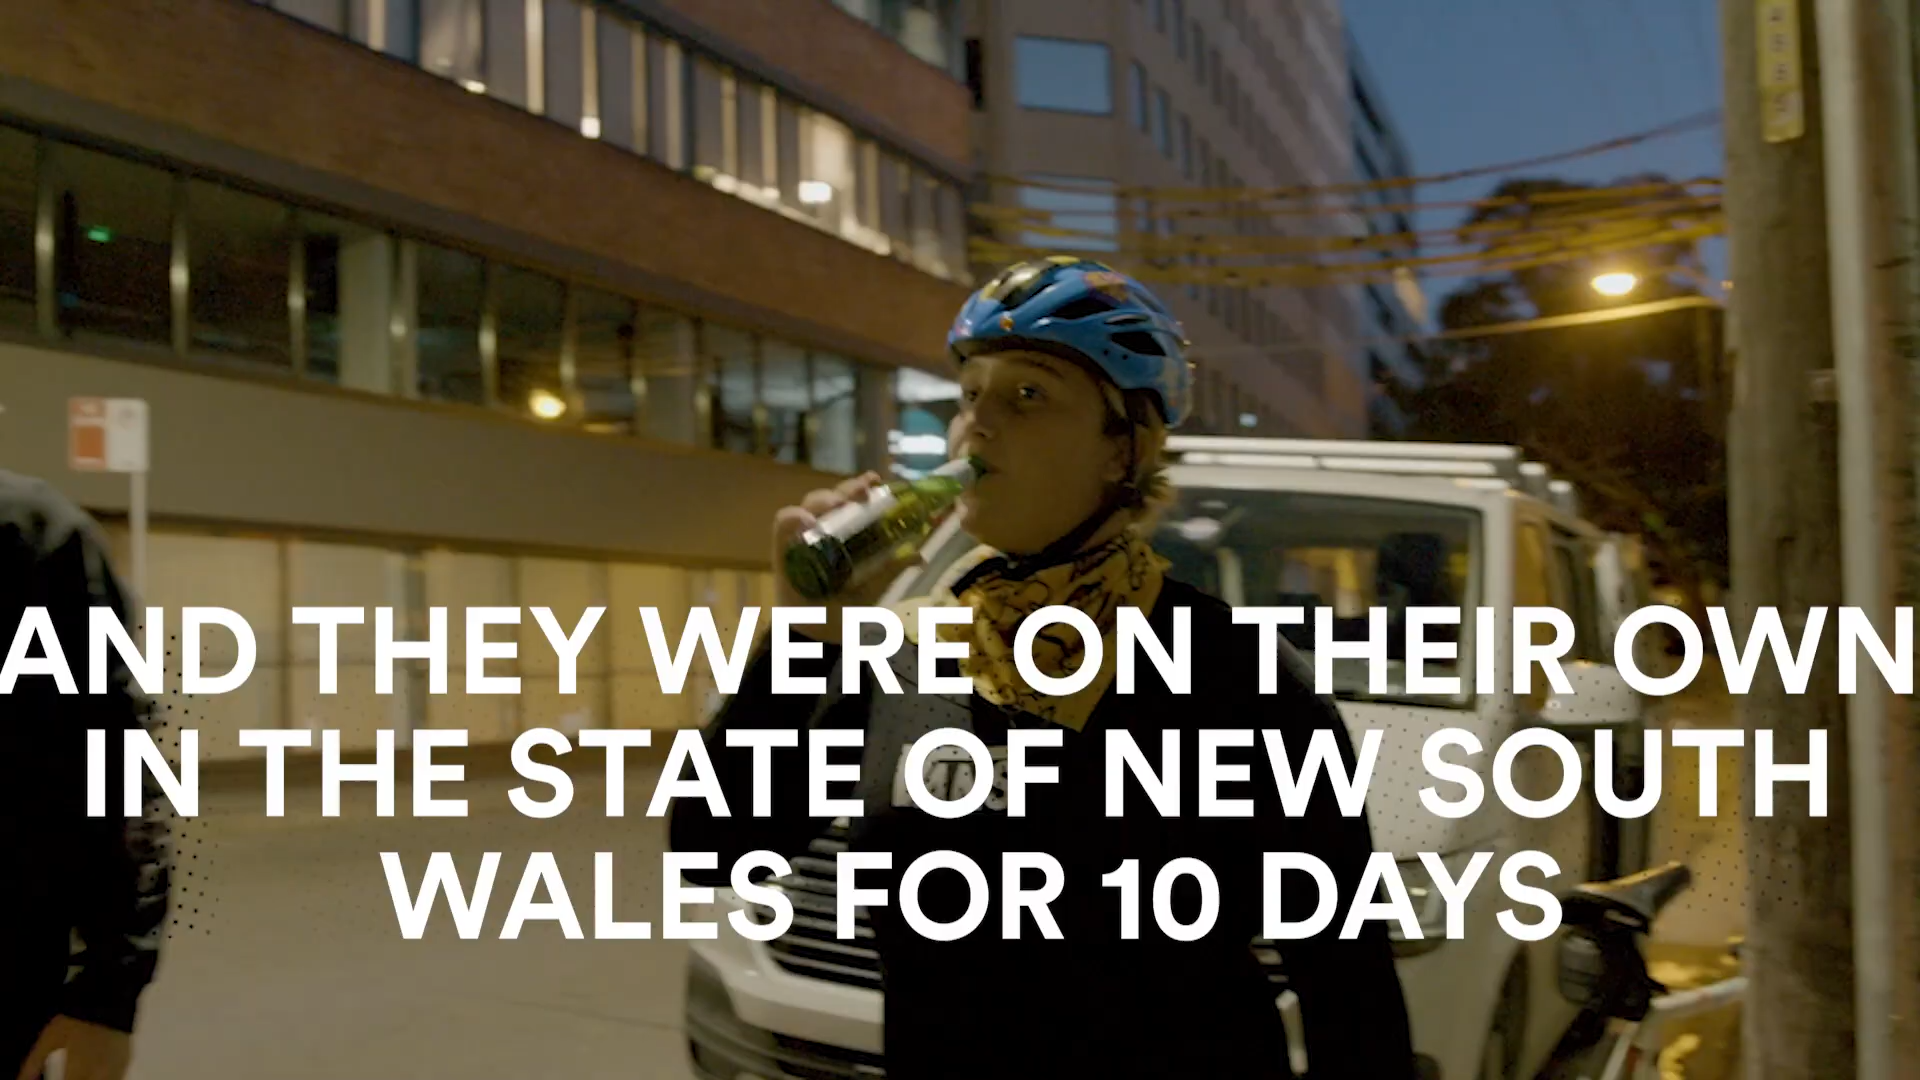 AND THEY WERE ON THEIR OWN
IN THE STATE OF NEW SOUTH
WALES FOR 10 DAYS